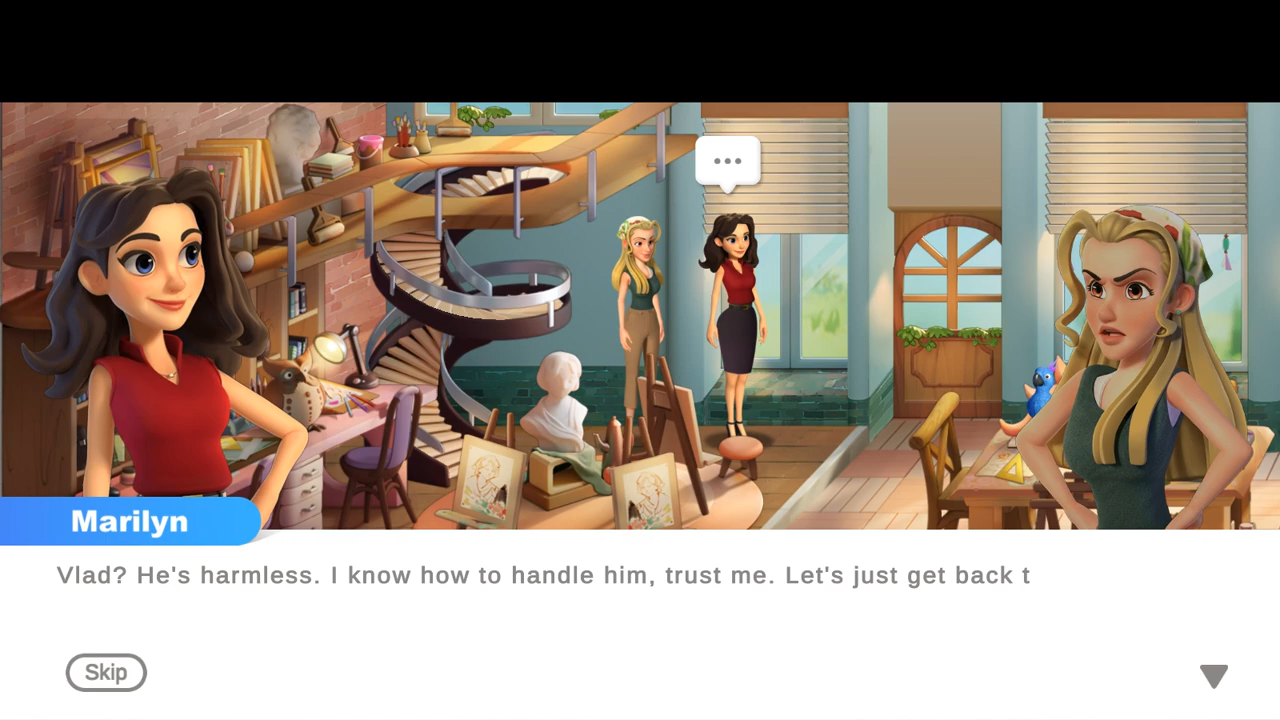 Marilyn
Vlad? He's harmless. I know how to handle him, trust me. Let's just get back t
Skip